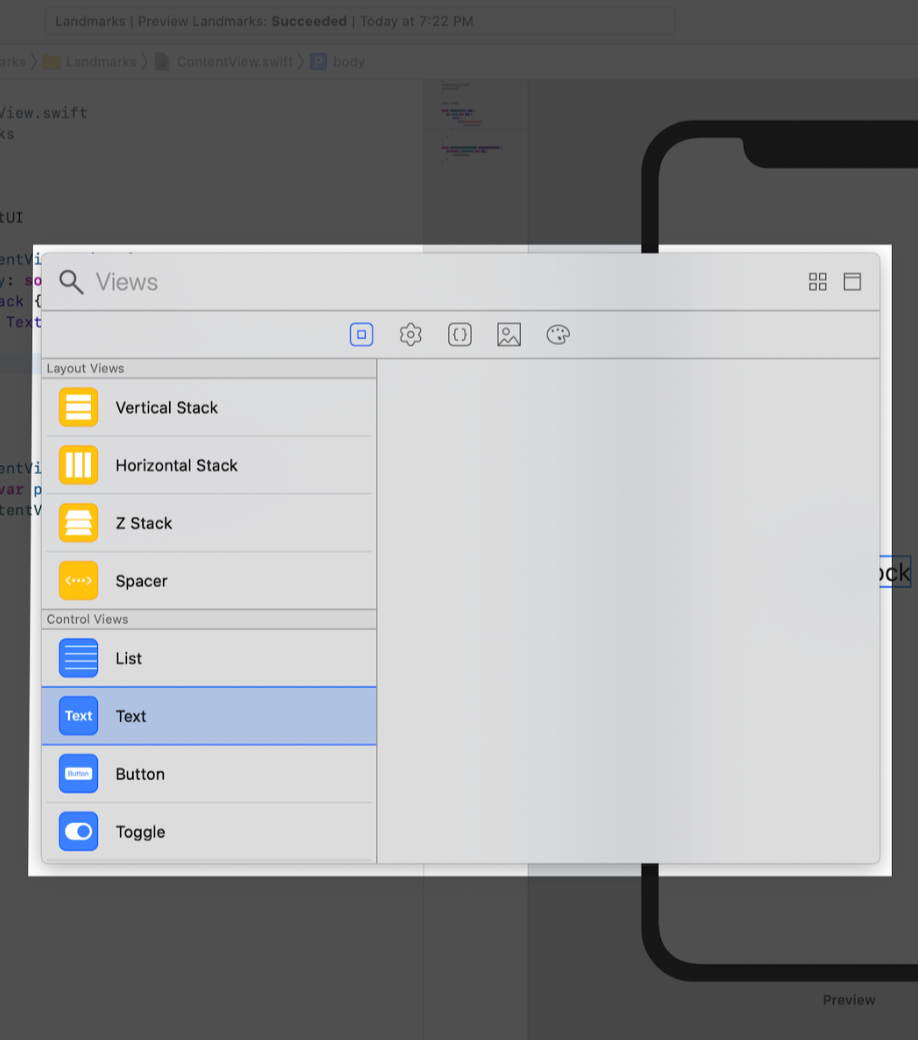 Landmarks | Preview Landmarks: Succeeded | Today at 7:22 PM
arks 〉 Landmarks 〉 ContentView.swift 〉 P body
View.swift
ks
tUI
entVi
y: so
ack {
Text
Views
Layout Views
Vertical Stack
Horizontal Stack
Z Stack
Spacer
Control Views
List
Text Text
Button Button
Toggle
entVi
var p
tentV
ock
Preview